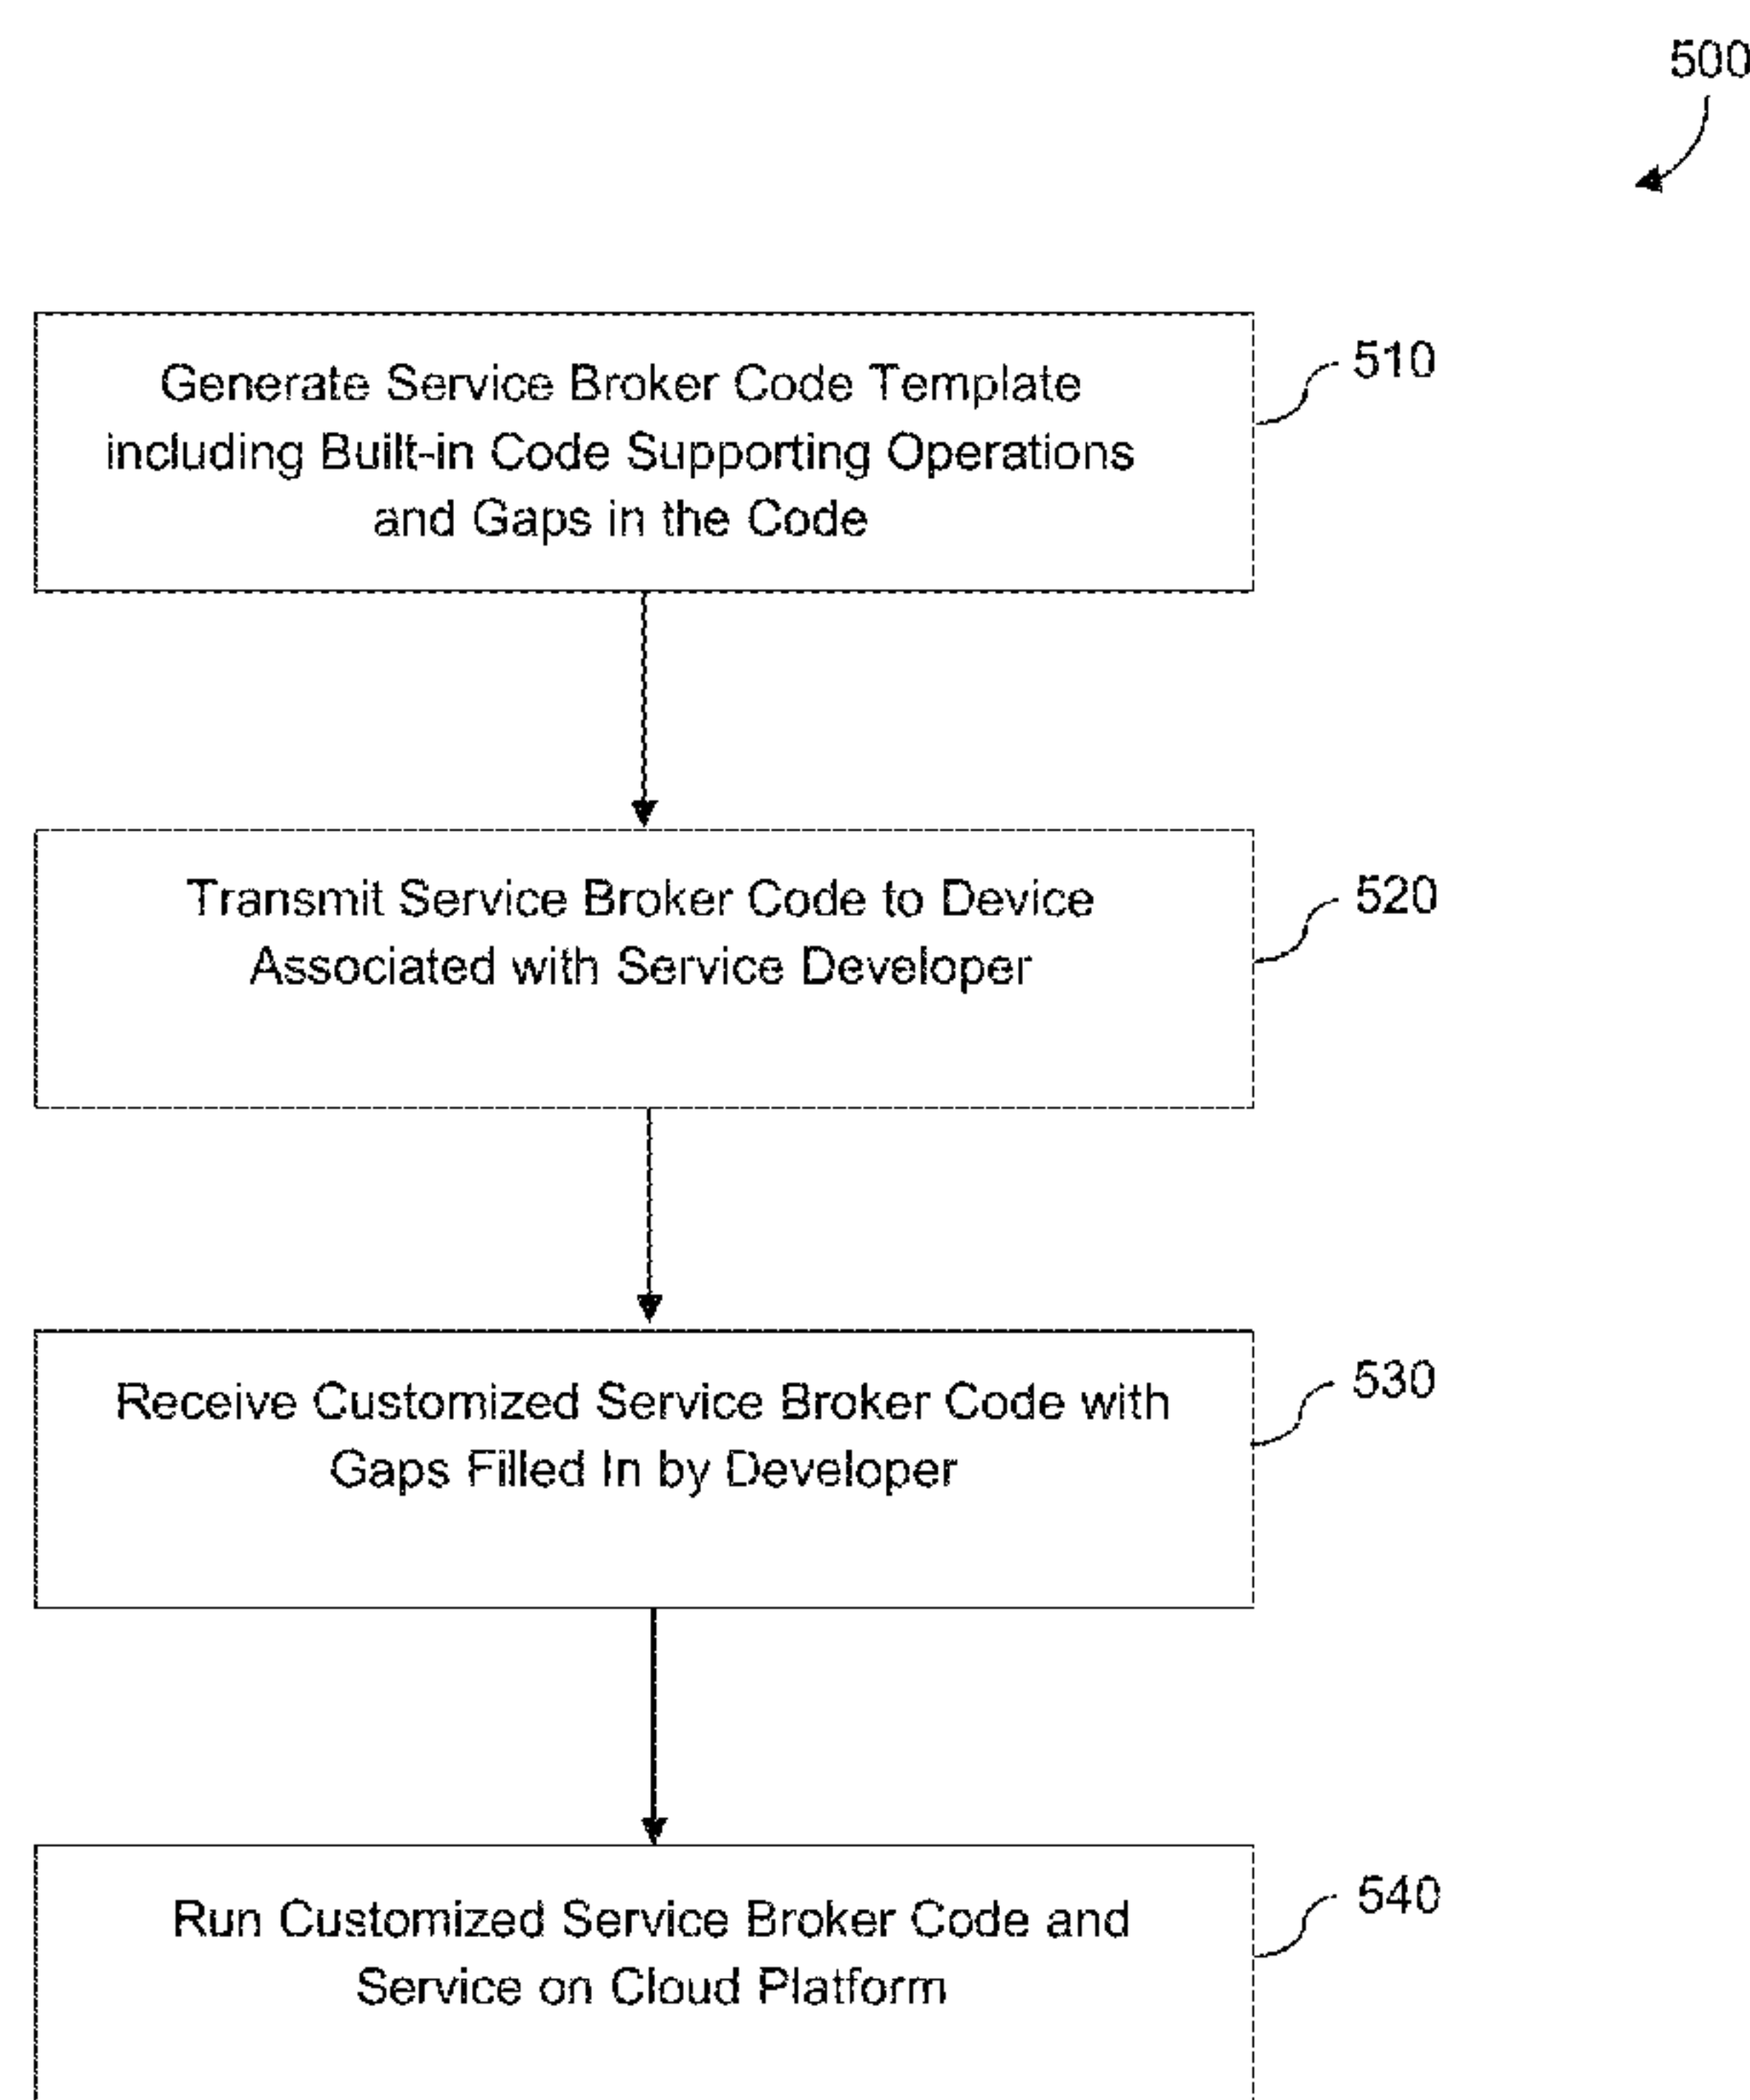 500
Generate Service Broker Code Template
including Built-in Code Supporting Operations
and Gaps in the Code
510
Transmit Service Broker Code to Device
Associated with Service Developer
520
Receive Customized Service Broker Code with
Gaps Filled In by Developer
530
Run Customized Service Broker Code and
Service on Cloud Platform
540